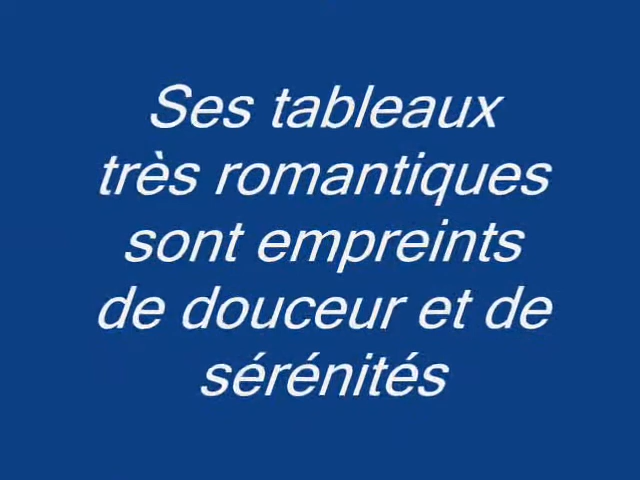 Ses tableaux
très romantiques
sont empreints
de douceur et de
sérénités